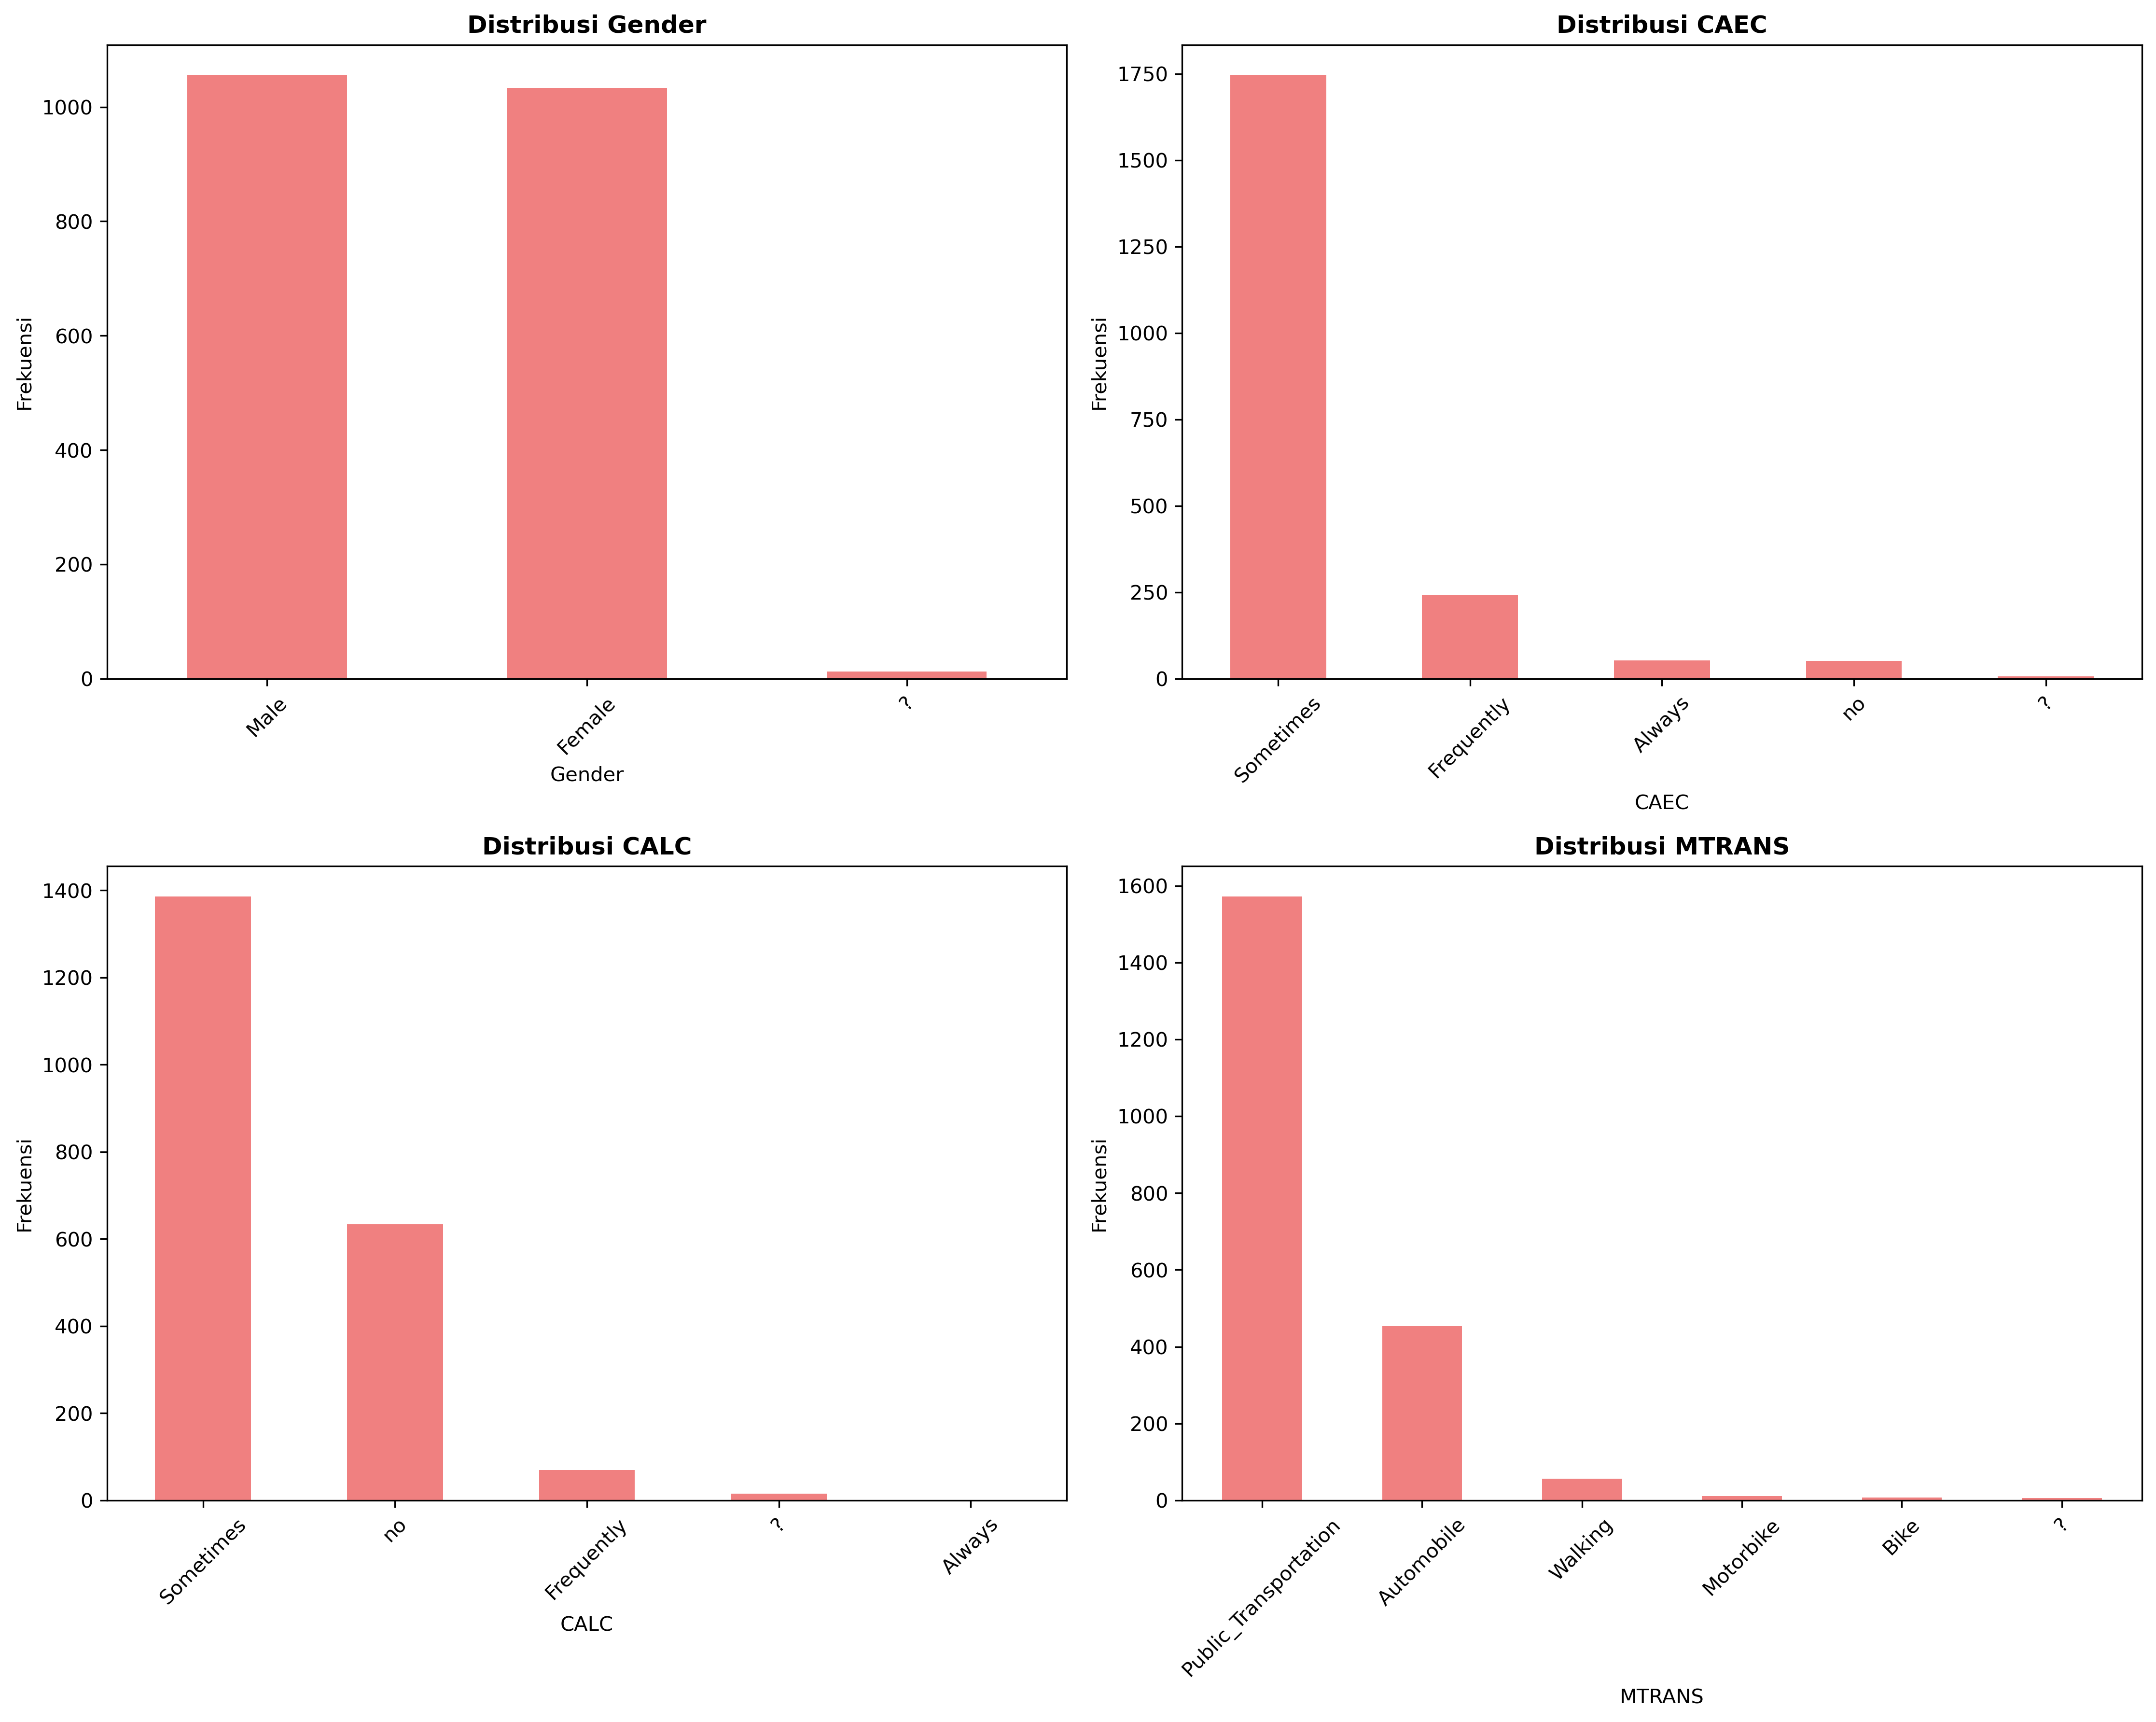 Distribusi Gender
1000
800
600
400
200
0
Frekuensi
Male
Female
?
Gender
Distribusi CAEC
1750
1500
1250
1000
750
500
250
0
Frekuensi
Sometimes
Frequently
Always
no
?
CAEC
Distribusi CALC
1400
1200
1000
800
600
400
200
0
Frekuensi
Sometimes
no
Frequently
?
Always
CALC
Distribusi MTRANS
1600
1400
1200
1000
800
600
400
200
0
Frekuensi
Public_Transportation
Automobile
Walking
Motorbike
Bike
?
MTRANS